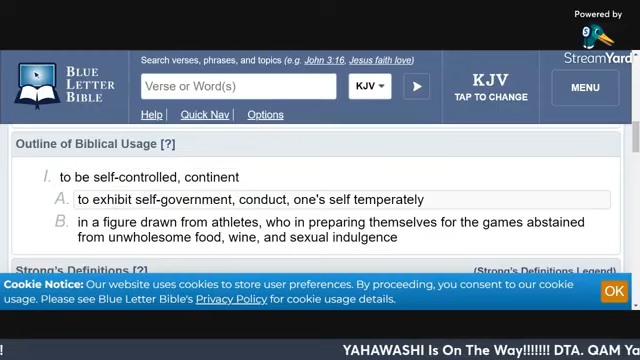 Powered by
StreamYard
Search verses, phrases, and topics (e.g. John 3:16, Jesus faith love)
BLUE
LETTER
BIBLE
Verse or Word(s)
KJV
KJV
TAP TO CHANGE
MENU
Help | Quick Nav | Options
Outline of Biblical Usage [?]
I. to be self-controlled, continent
A. to exhibit self-government, conduct, one's self temperately
B. in a figure drawn from athletes, who in preparing themselves for the games abstained
from unwholesome food, wine, and sexual indulgence
Strong's Definitions [?]
(Strong's Definitions Legend)
Cookie Notice: Our website uses cookies to store user preferences. By proceeding, you consent to our cookie
usage. Please see Blue Letter Bible's Privacy Policy for cookie usage details.
OK
! YAHAWASHI Is On The Way!!!!!!! DTA. QAM Ya